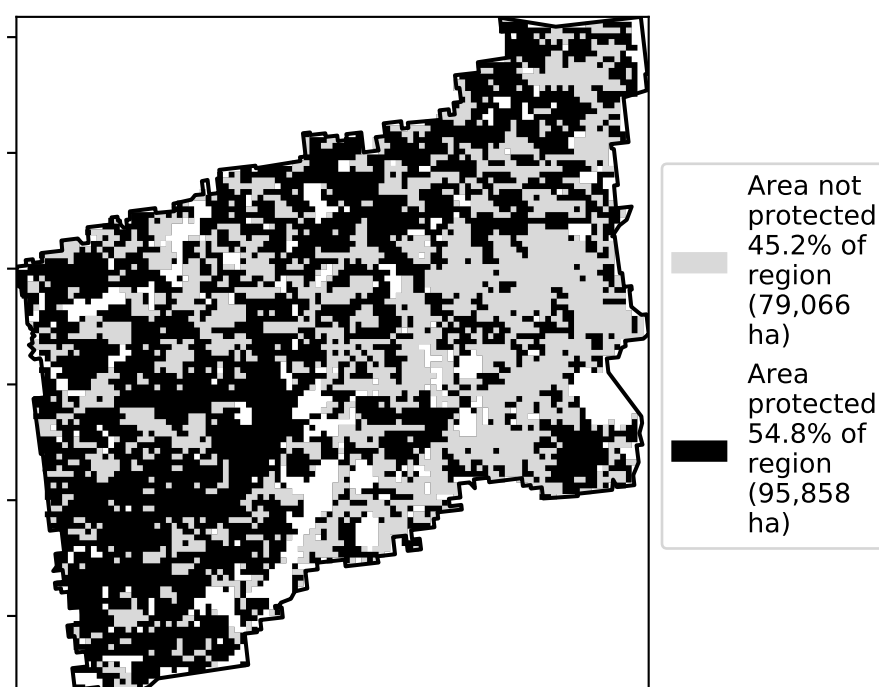 Area not
protected
45.2% of
region
(79,066
ha)
Area
protected
54.8% of
region
(95,858
ha)